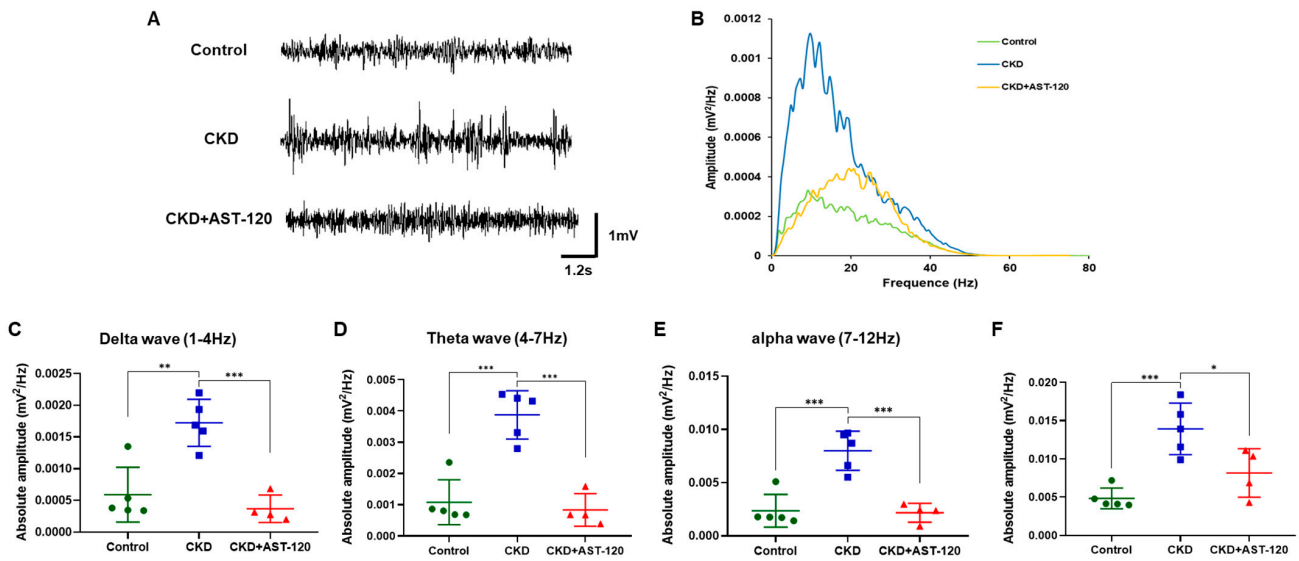 A
Control
CKD
CKD+AST-120
1mV
1.2s
B
Amplitude (mV²/Hz)
0.0012
0.001
0.0008
0.0006
0.0004
0.0002
0
0
20
40
60
80
Frequence (Hz)
Control
CKD
CKD+AST-120
C
Delta wave (1-4Hz)
Absolute amplitude (mV²/Hz)
0.0025
0.0020
0.0015
0.0010
0.0005
0.0000
**
***
Control
CKD
CKD+AST-120
D
Theta wave (4-7Hz)
Absolute amplitude (mV²/Hz)
0.005
0.004
0.003
0.002
0.001
0.000
***
***
Control
CKD
CKD+AST-120
E
alpha wave (7-12Hz)
Absolute amplitude (mV²/Hz)
0.015
0.010
0.005
0.000
***
***
Control
CKD
CKD+AST-120
F
Absolute amplitude (mV²/Hz)
0.020
0.015
0.010
0.005
0.000
***
*
Control
CKD
CKD+AST-120